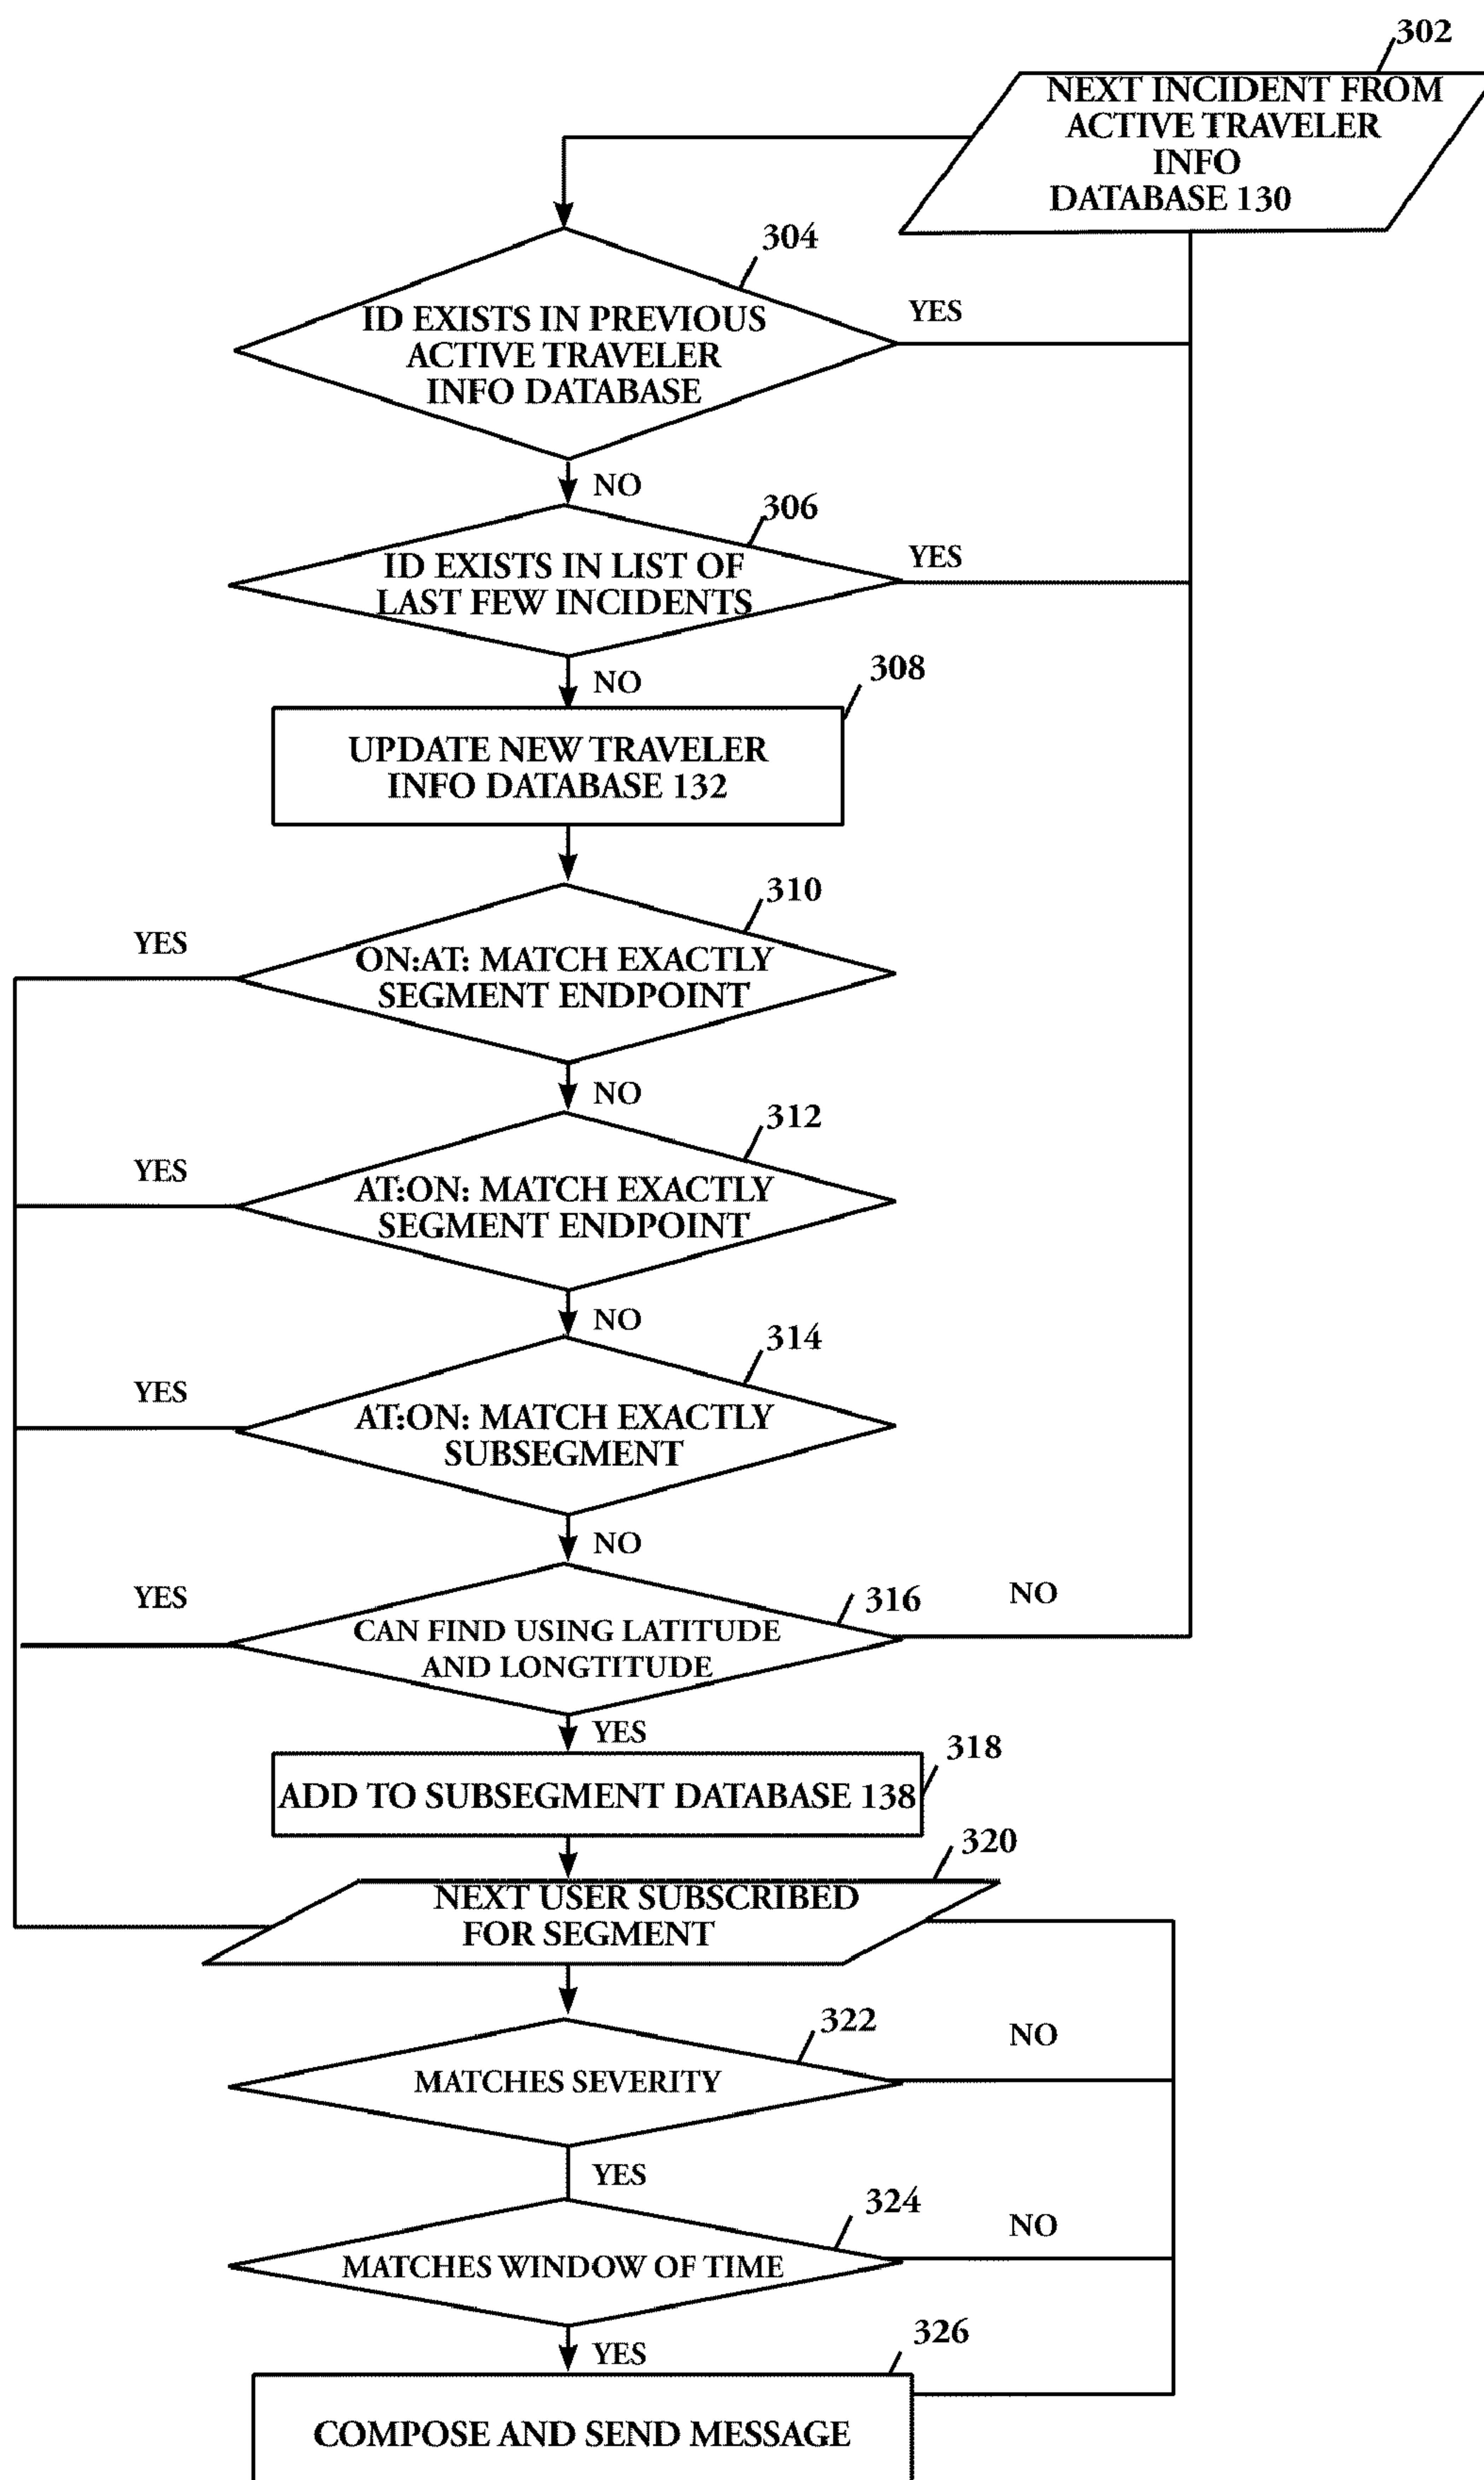 302
NEXT INCIDENT FROM
ACTIVE TRAVELER
INFO
DATABASE 130
304
ID EXISTS IN PREVIOUS
ACTIVE TRAVELER
INFO DATABASE
YES
NO
306
ID EXISTS IN LIST OF
LAST FEW INCIDENTS
YES
NO
308
UPDATE NEW TRAVELER
INFO DATABASE 132
310
YES
ON:AT: MATCH EXACTLY
SEGMENT ENDPOINT
NO
312
YES
AT:ON: MATCH EXACTLY
SEGMENT ENDPOINT
NO
314
YES
AT:ON: MATCH EXACTLY
SUBSEGMENT
NO
316
YES
CAN FIND USING LATITUDE
AND LONGTITUDE
NO
YES
318
ADD TO SUBSEGMENT DATABASE 138
320
NEXT USER SUBSCRIBED
FOR SEGMENT
322
MATCHES SEVERITY
NO
YES
324
MATCHES WINDOW OF TIME
NO
YES
326
COMPOSE AND SEND MESSAGE